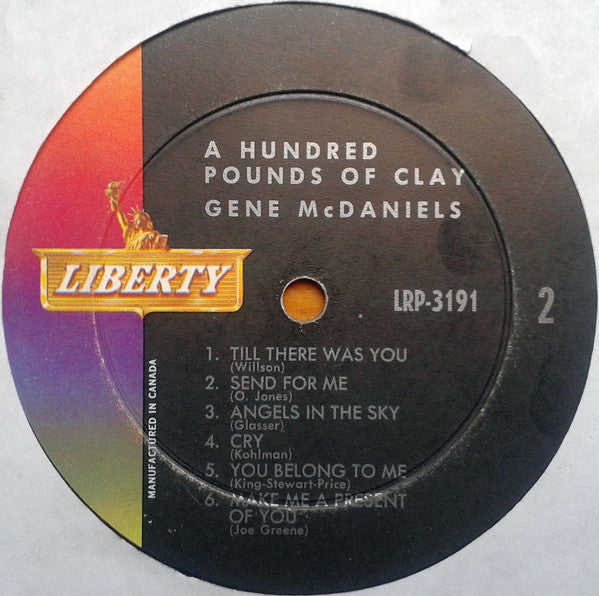 A HUNDRED
POUNDS OF CLAY
GENE McDANIELS
LIBERTY
LRP-3191
2
MANUFACTURED IN CANADA
1. TILL THERE WAS YOU
(Willson)
2. SEND FOR ME
(O. Jones)
3. ANGELS IN THE SKY
(Glasser)
4. CRY
(Kohlman)
5. YOU BELONG TO ME
(King-Stewart-Price)
6. MAKE ME A PRESENT
OF YOU
(Joe Greene)